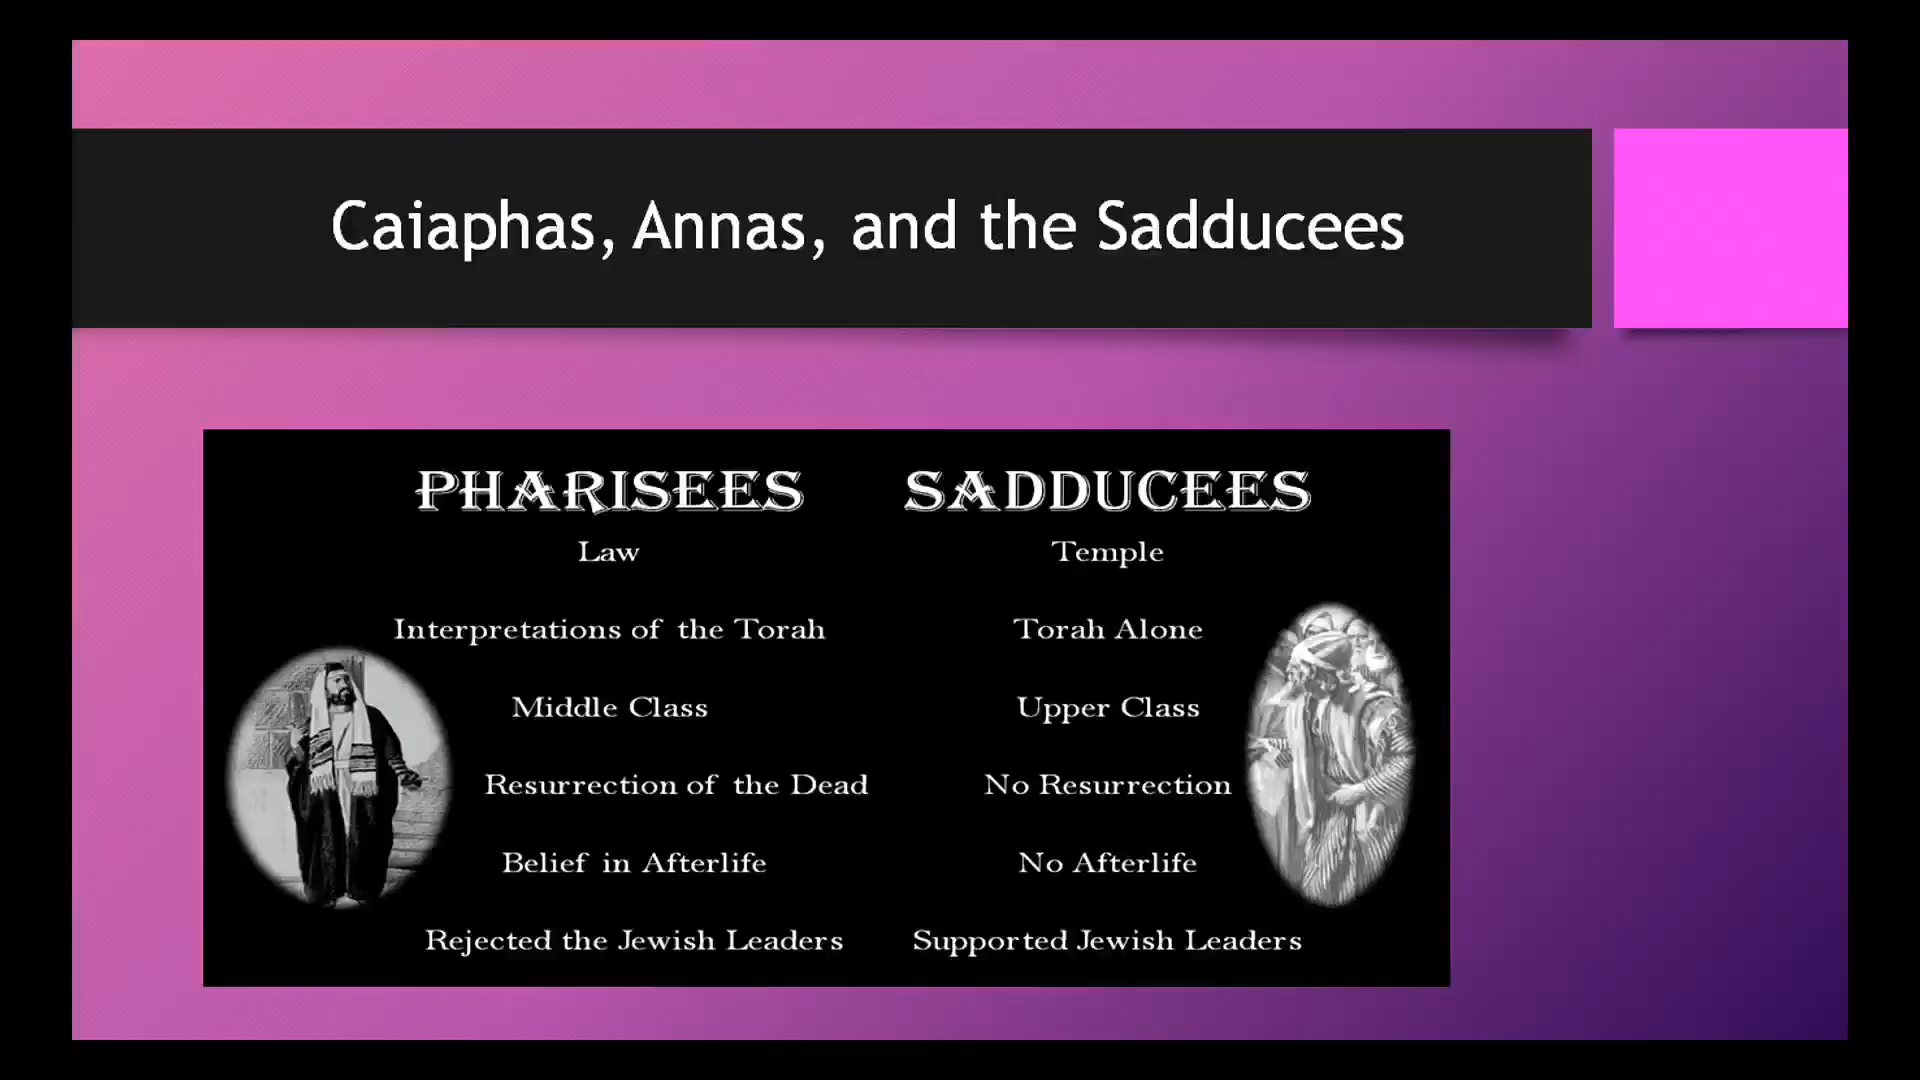 Caiaphas, Annas, and the Sadducees
PHARISEES
Law
Interpretations of the Torah
Middle Class
Resurrection of the Dead
Belief in Afterlife
Rejected the Jewish Leaders
SADDUCEES
Temple
Torah Alone
Upper Class
No Resurrection
No Afterlife
Supported Jewish Leaders